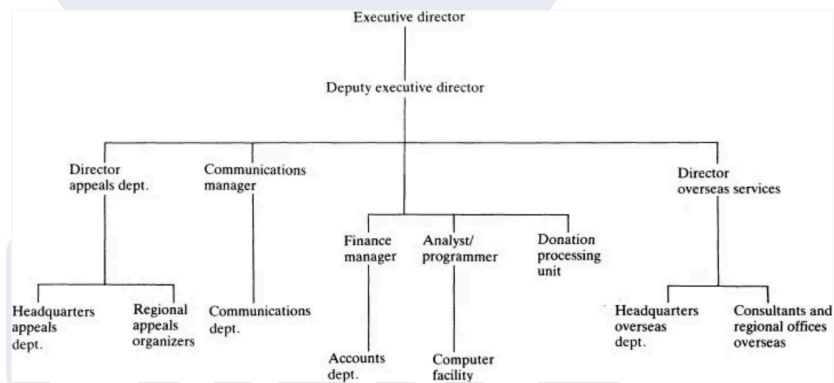 Executive director
Deputy executive director
Director
appeals dept.
Communications
manager
Director
overseas services
Finance
manager
Analyst/
programmer
Donation
processing
unit
Headquarters
appeals
dept.
Regional
appeals
organizers
Communications
dept.
Headquarters
overseas
dept.
Consultants and
regional offices
overseas
Accounts
dept.
Computer
facility